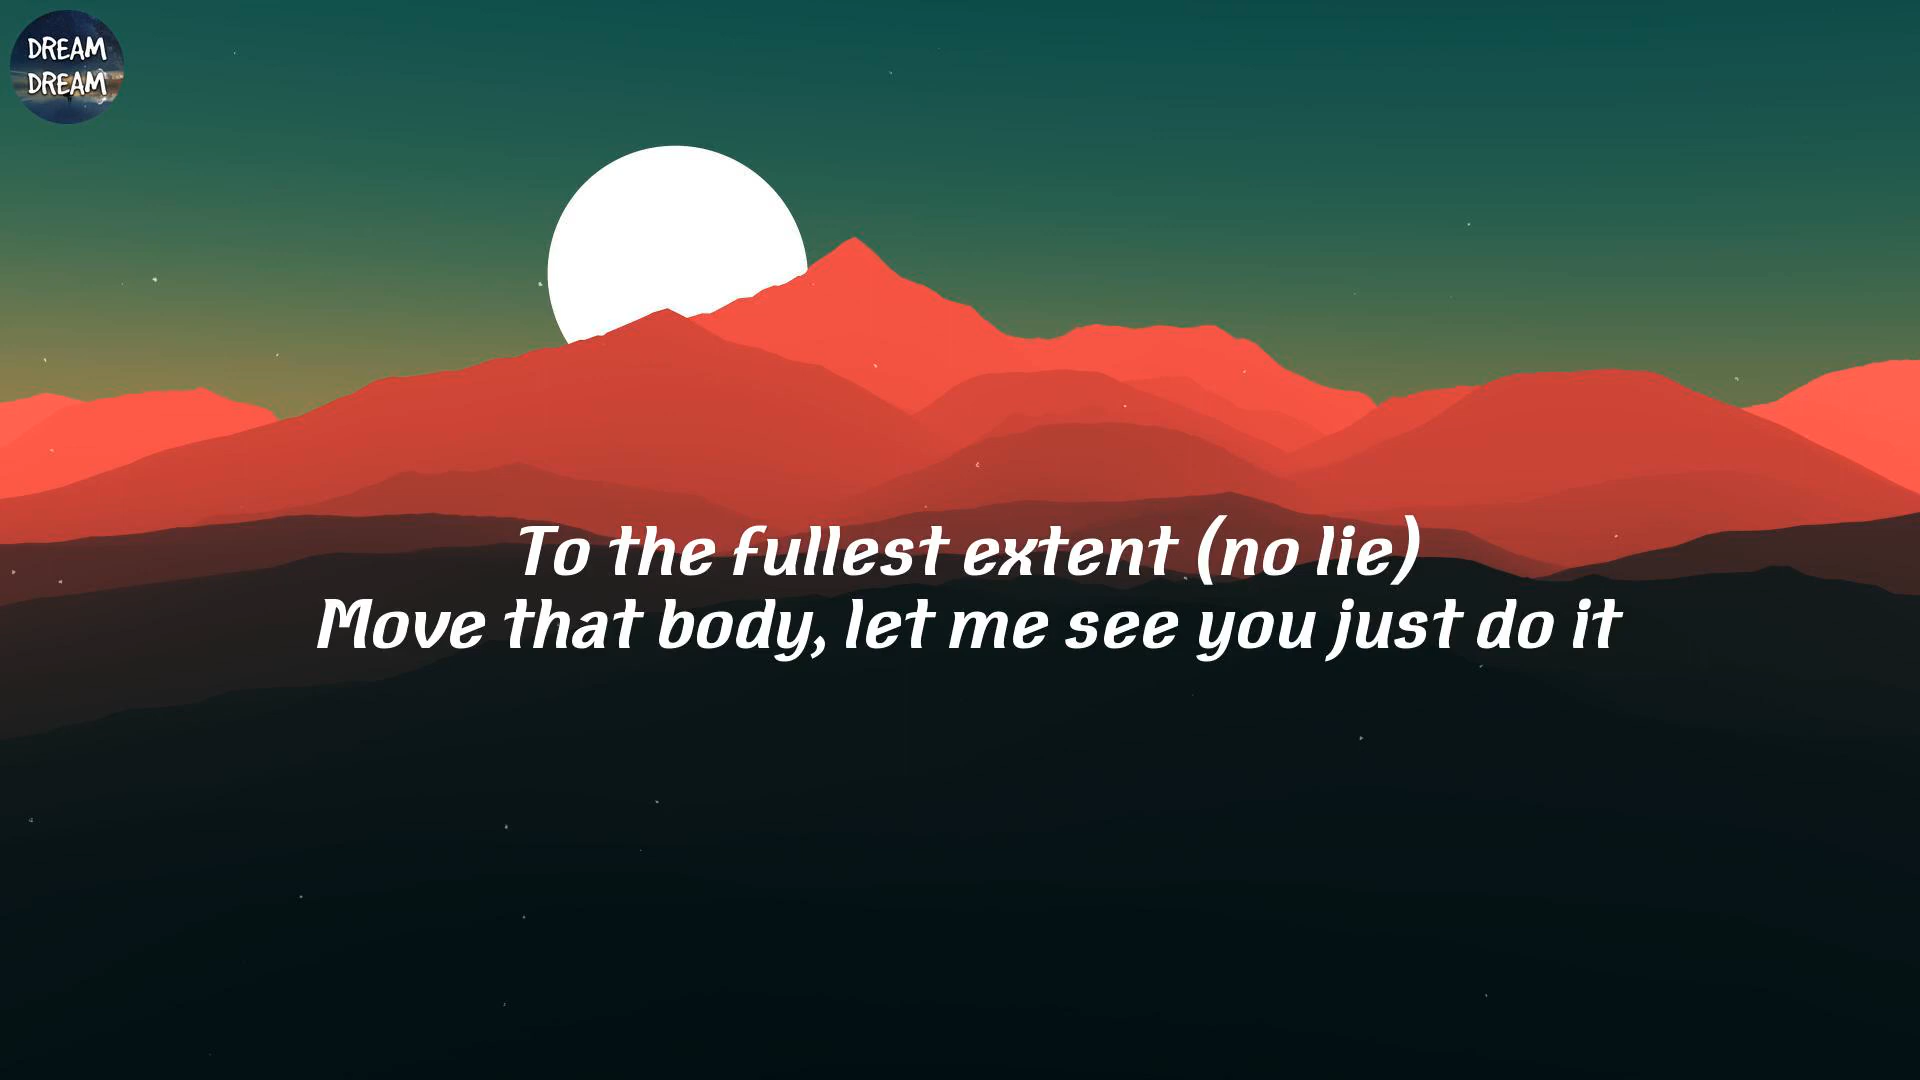 DREAM
DREAM
To the fullest extent (no lie)
Move that body, let me see you just do it